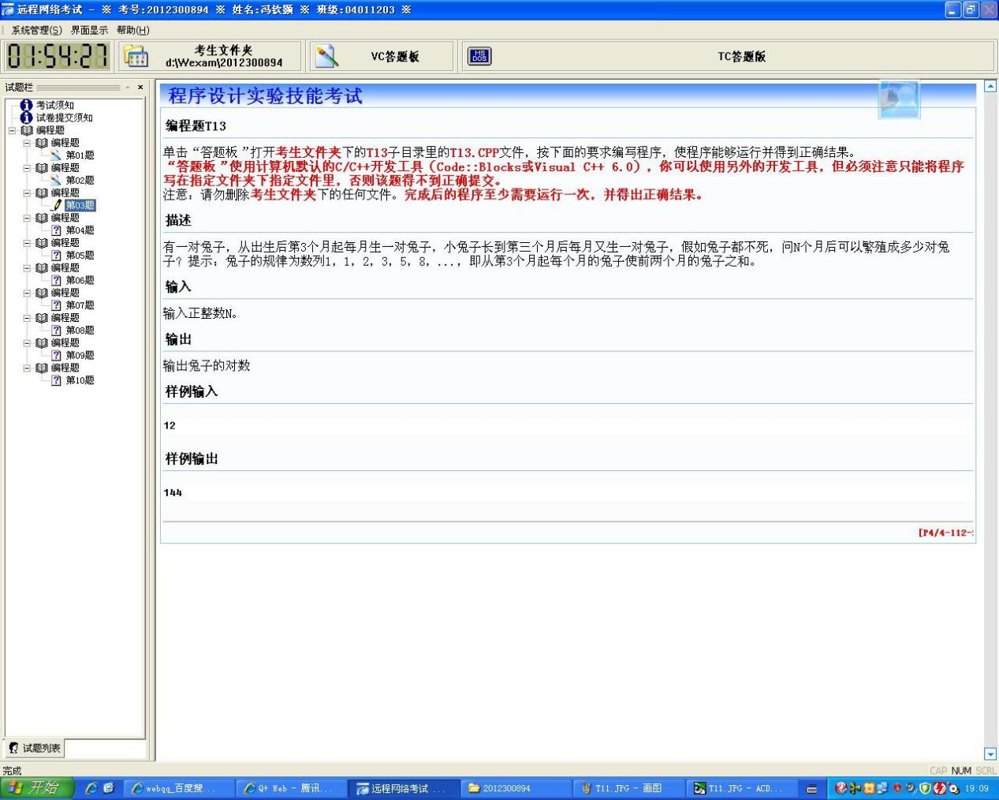 远程网络考试 - ※ 考号:2012300894 ※ 姓名:冯钦颢 ※ 班级:04011203 ※
系统管理(S) 界面显示 帮助(H)
01:54:27
考生文件夹
d:\Wexam\2012300894
VC答题板
MS DOS
TC答题版
试题栏
考试须知
试卷提交须知
编程题
编程题
第01题
编程题
第02题
编程题
第03题
编程题
第04题
编程题
第05题
编程题
第06题
编程题
第07题
编程题
第08题
编程题
第09题
编程题
第10题
试题列表
程序设计实验技能考试
编程题T13
单击“答题板 ”打开考生文件夹下的T13子目录里的T13.CPP文件，按下面的要求编写程序，使程序能够运行并得到正确结果。
“答题板 ”使用计算机默认的C/C++开发工具（Code::Blocks或Visual C++ 6.0），你可以使用另外的开发工具，但必须注意只能将程序
写在指定文件夹下指定文件里，否则该题得不到正确提交。
注意：请勿删除考生文件夹下的任何文件。完成后的程序至少需要运行一次，并得出正确结果。
描述
有一对兔子，从出生后第3个月起每月生一对兔子，小兔子长到第三个月后每月又生一对兔子，假如兔子都不死，问N个月后可以繁殖成多少对兔
子？提示：兔子的规律为数列1，1，2，3，5，8，...，即从第3个月起每个月的兔子使前两个月的兔子之和。
输入
输入正整数N。
输出
输出兔子的对数
样例输入
12
样例输出
144
[P4/4-112-
完成
CAP NUM SCRL
开始
webqq_百度搜...
Q+ Web - 腾讯...
远程网络考试 ...
2012300894
T11.JPG - 画图
T11.JPG - ACD...
19:09